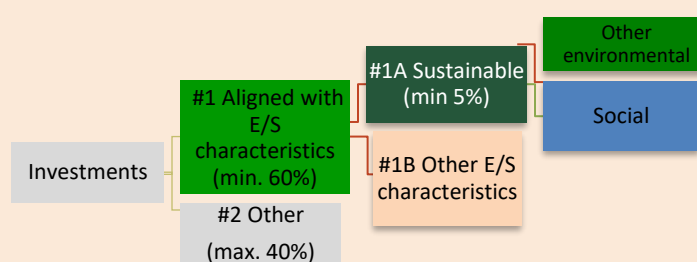 Investments
#1 Aligned with
E/S
characteristics
(min. 60%)
#2 Other
(max. 40%)
#1A Sustainable
(min 5%)
#1B Other E/S
characteristics
Other
environmental
Social